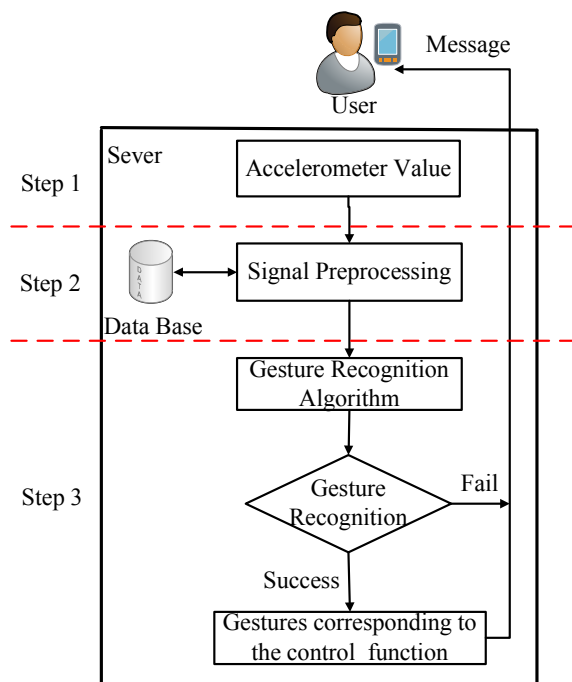 Message
User
Sever
Step 1
Accelerometer Value
Step 2
DATA
Signal Preprocessing
Data Base
Gesture Recognition
Algorithm
Step 3
Gesture
Recognition
Fail
Success
Gestures corresponding to
the control function